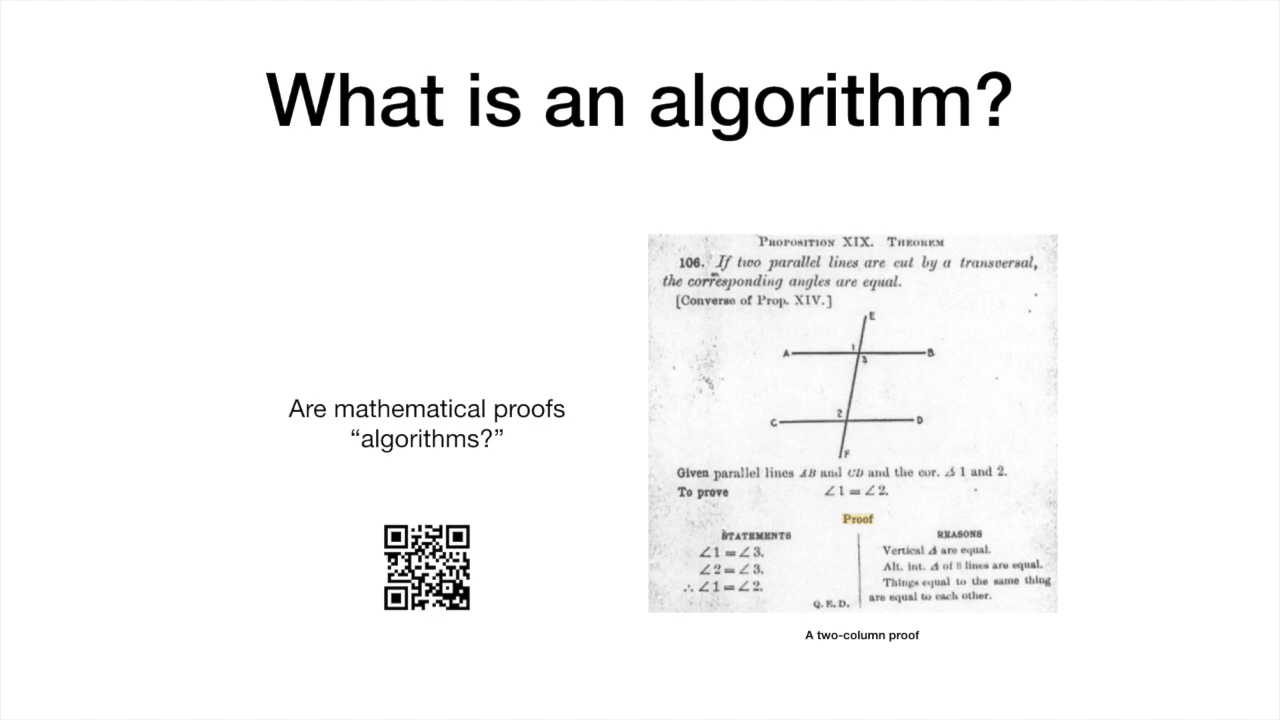 What is an algorithm?
Are mathematical proofs
“algorithms?”
PROPOSITION XIX. THEOREM
106. If two parallel lines are cut by a transversal,
the corresponding angles are equal.
[Converse of Prop. XIV.]
E
A
1
B
3
C
2
D
F
Given parallel lines AB and CD and the cor. ∠s 1 and 2.
To prove ∠1 = ∠2.
Proof
STATEMENTS
∠1 = ∠3.
∠2 = ∠3.
∴ ∠1 = ∠2.
Q. E. D.
REASONS
Vertical ∠s are equal.
Alt. int. ∠s of ∥ lines are equal.
Things equal to the same thing
are equal to each other.
A two-column proof